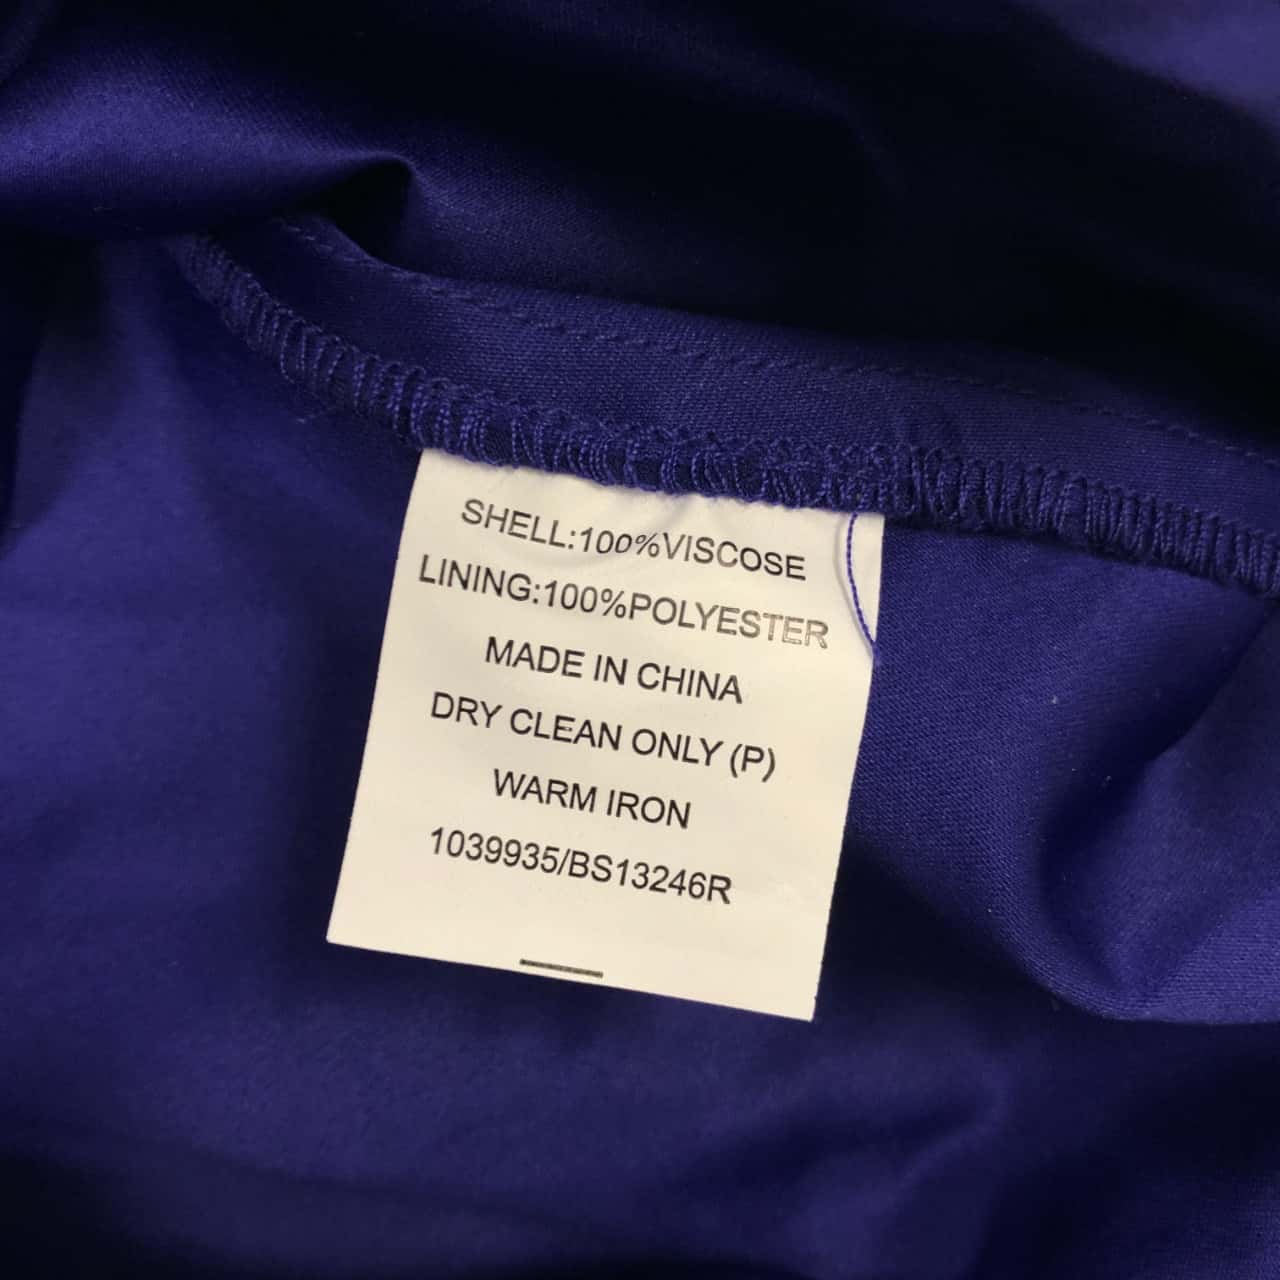 SHELL:100%VISCOSE
LINING:100%POLYESTER
MADE IN CHINA
DRY CLEAN ONLY (P)
WARM IRON
1039935/BS13246R